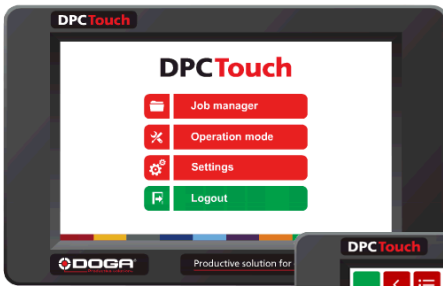 DPCTouch
DPCTouch
Job manager
Operation mode
Settings
Logout
DOGA
Productive solution for
DPCTouch